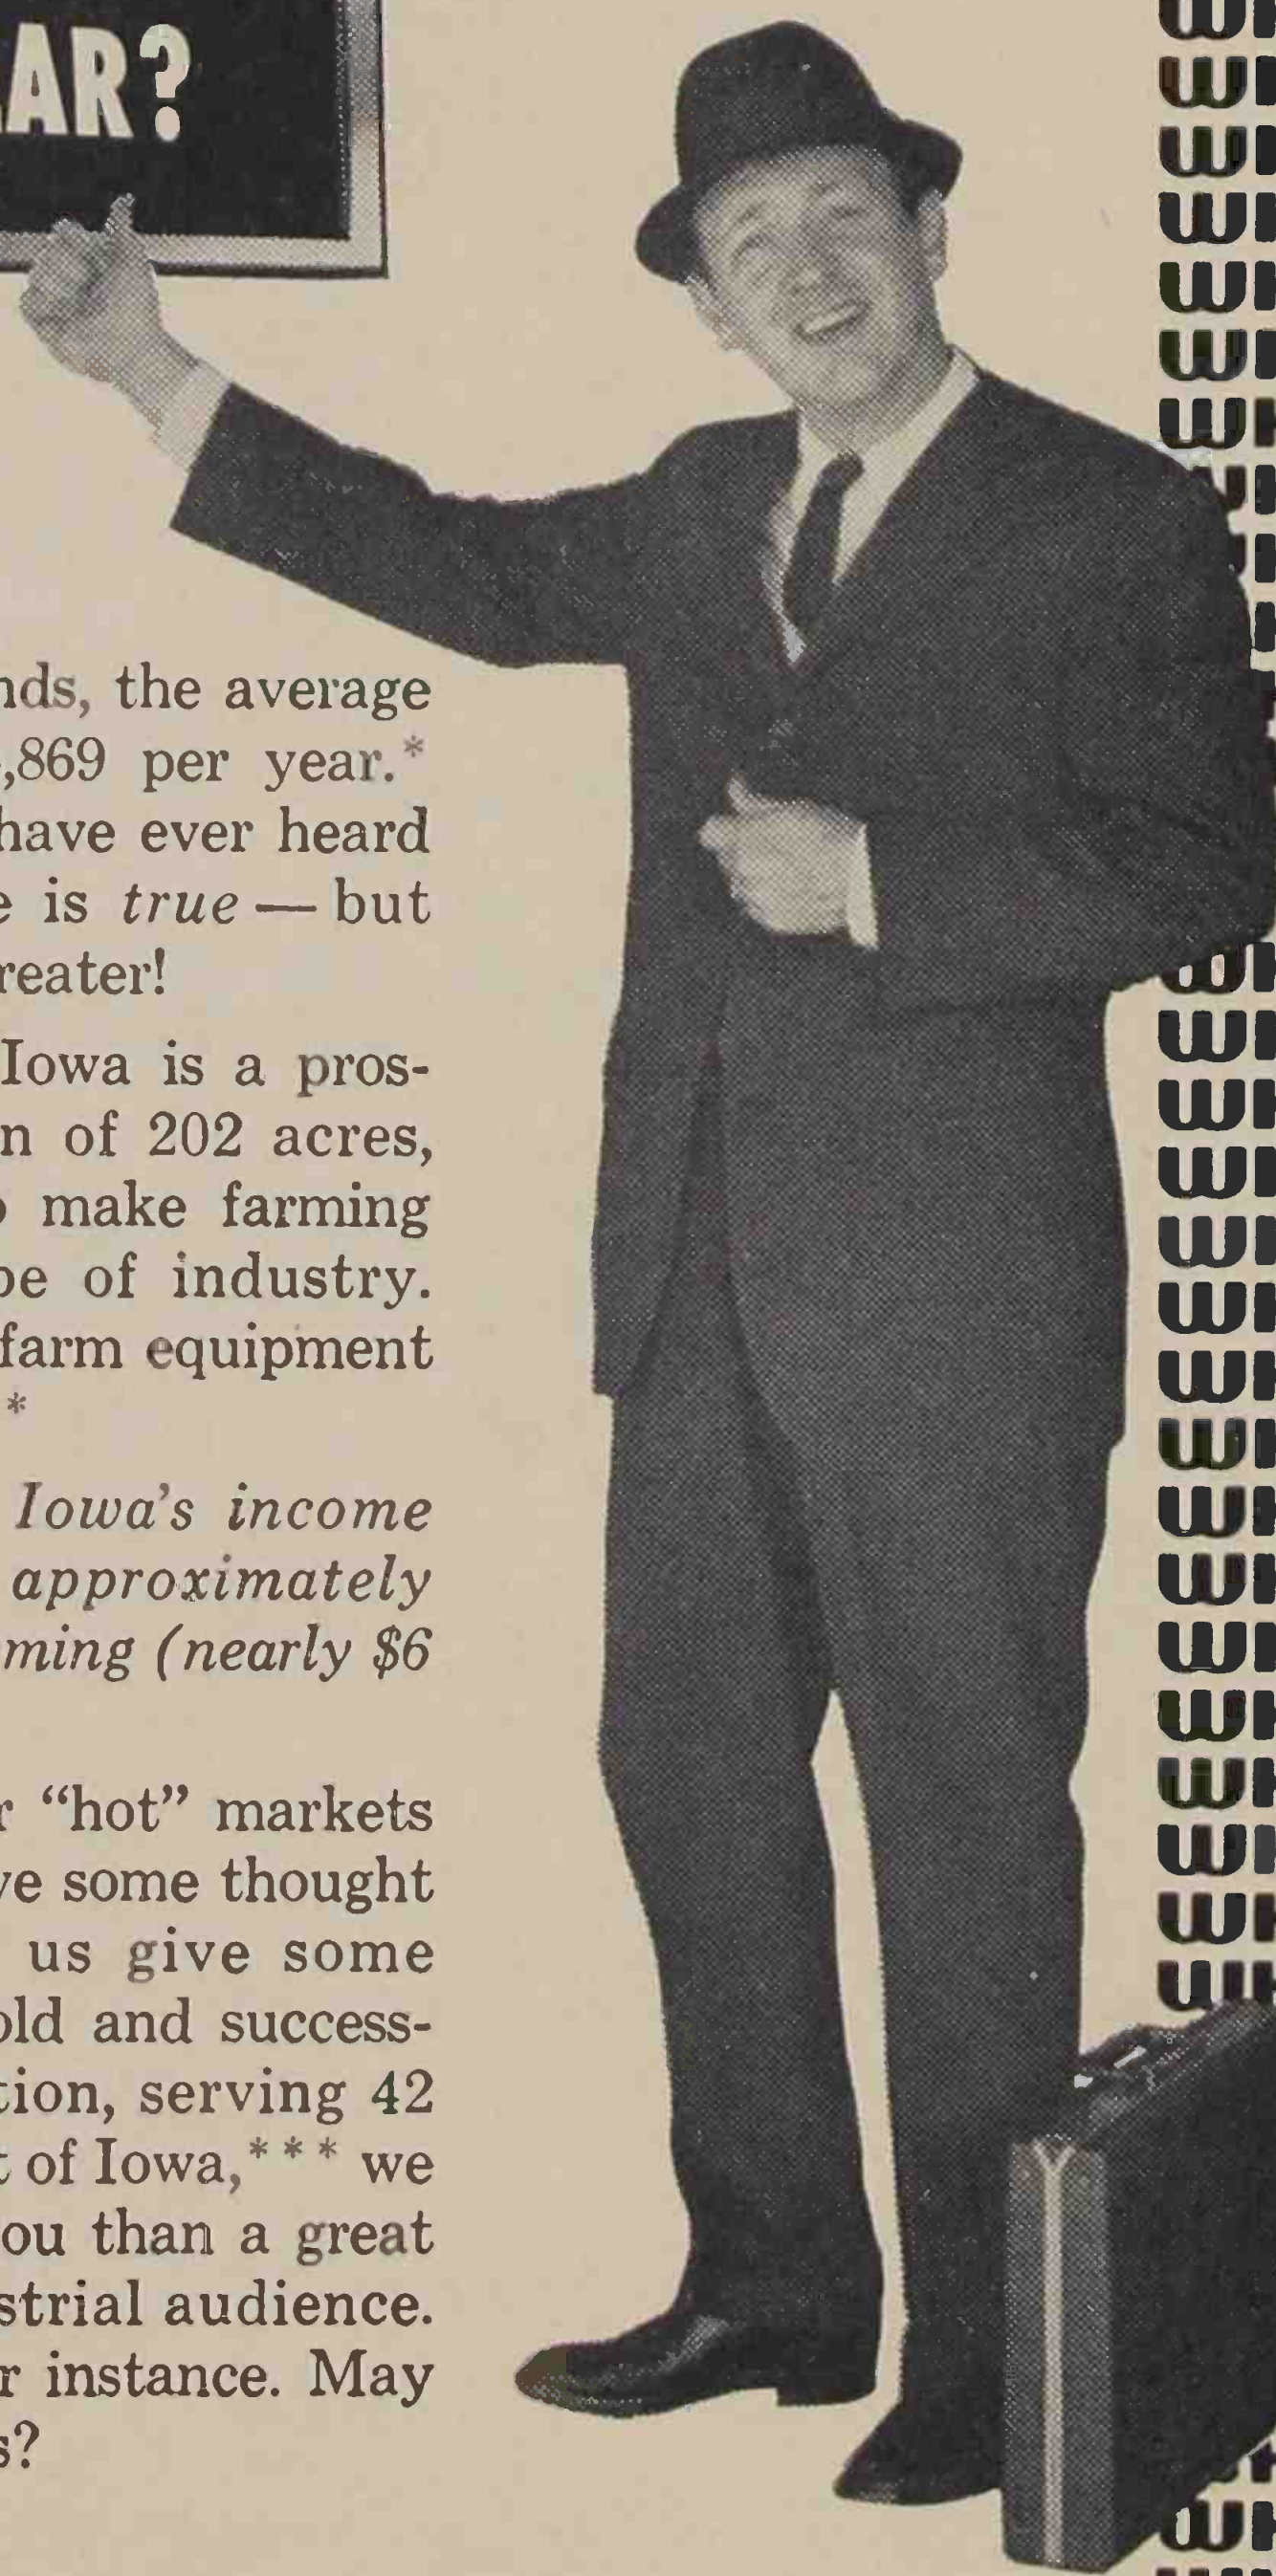 AR?
nds, the average
,869 per year.*
have ever heard
e is true — but
reater!
Iowa is a pros-
n of 202 acres,
o make farming
pe of industry.
farm equipment
*
Iowa's income
approximately
ming (nearly $6
r “hot” markets
ve some thought
us give some
old and success-
tion, serving 42
t of Iowa,*** we
ou than a great
strial audience.
r instance. May
s?